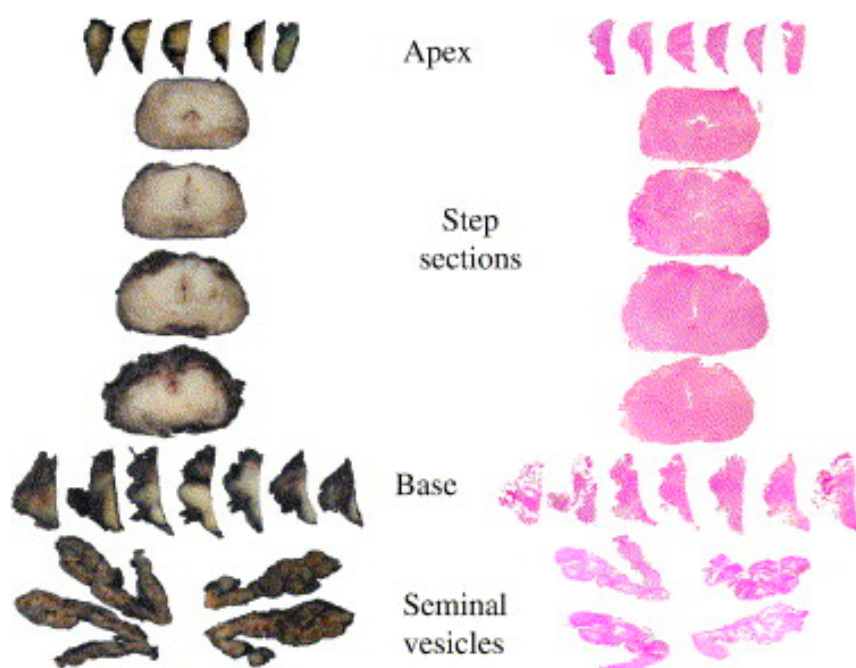 Apex
Step
sections
Base
Seminal
vesicles